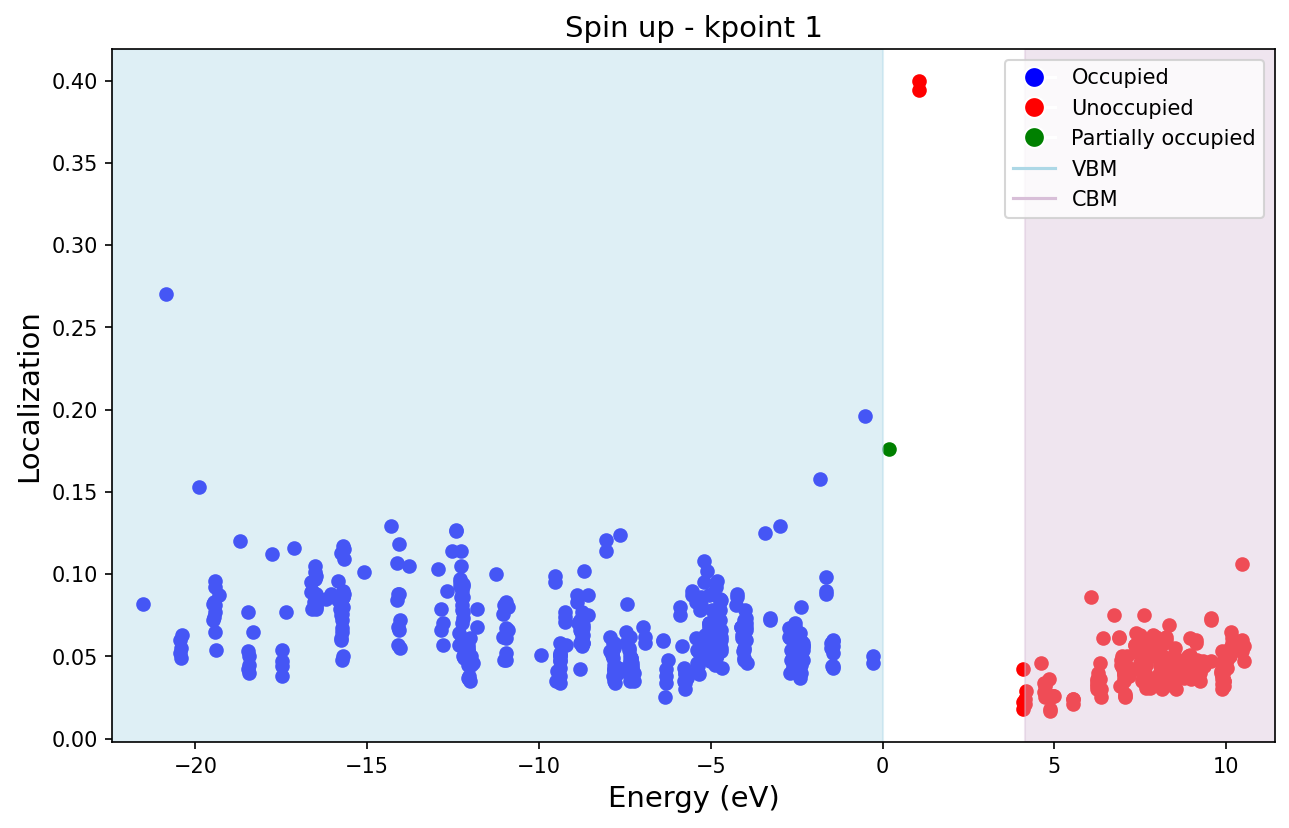 Spin up - kpoint 1
Localization
0.40
0.35
0.30
0.25
0.20
0.15
0.10
0.05
0.00
Occupied
Unoccupied
Partially occupied
VBM
CBM
−20 −15 −10 −5 0 5 10
Energy (eV)